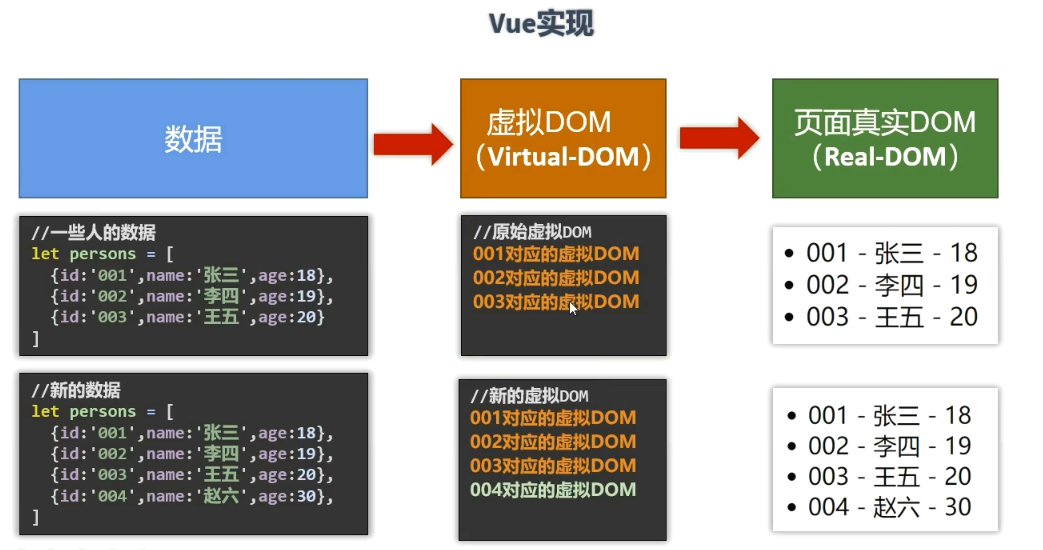 Vue实现
数据
虚拟DOM
（Virtual-DOM）
页面真实DOM
（Real-DOM）
//一些人的数据
let persons = [
{id:'001',name:'张三',age:18},
{id:'002',name:'李四',age:19},
{id:'003',name:'王五',age:20}
]
//原始虚拟DOM
001对应的虚拟DOM
002对应的虚拟DOM
003对应的虚拟DOM
001 - 张三 - 18
002 - 李四 - 19
003 - 王五 - 20
//新的数据
let persons = [
{id:'001',name:'张三',age:18},
{id:'002',name:'李四',age:19},
{id:'003',name:'王五',age:20},
{id:'004',name:'赵六',age:30},
]
//新的虚拟DOM
001对应的虚拟DOM
002对应的虚拟DOM
003对应的虚拟DOM
004对应的虚拟DOM
001 - 张三 - 18
002 - 李四 - 19
003 - 王五 - 20
004 - 赵六 - 30